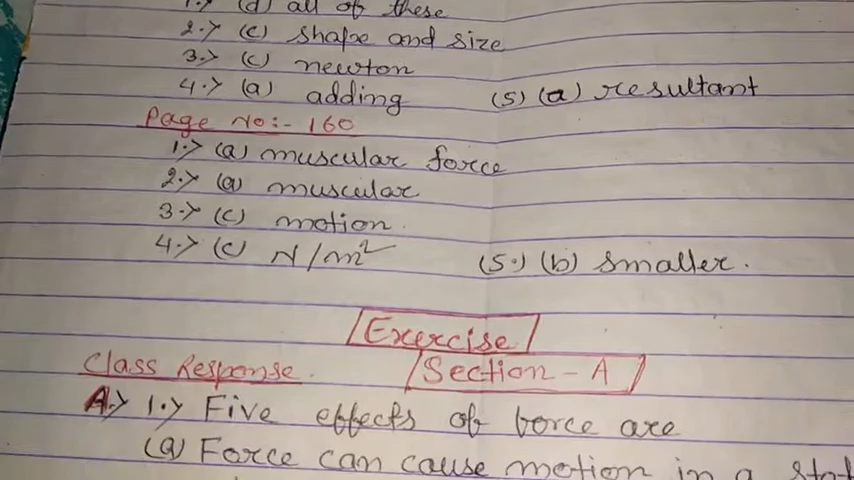 1.> (d) all of these
2.> (c) shape and size
3.> (c) newton
4.> (a) adding (5) (a) resultant
Page No:- 160
1.> (a) muscular force
2.> (a) muscular
3.> (c) motion.
4.> (c) N/m² (5.) (b) smaller.
Exercise
Class Response. Section - A
A.> 1.> Five effects of force are
(a) Force can cause motion in a